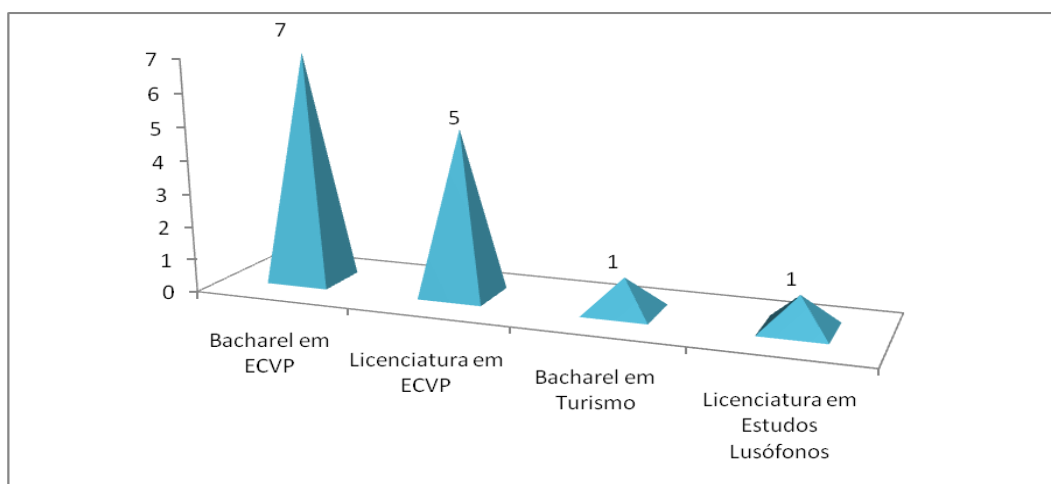 7
7
6
5
5
4
3
2
1
1
1
0
Bacharel em
ECVP
Licenciatura em
ECVP
Bacharel em
Turismo
Licenciatura em
Estudos
Lusófonos